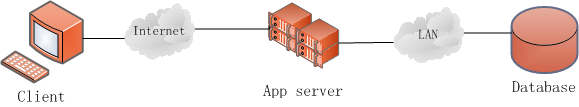 Internet
LAN
Client
App server
Database